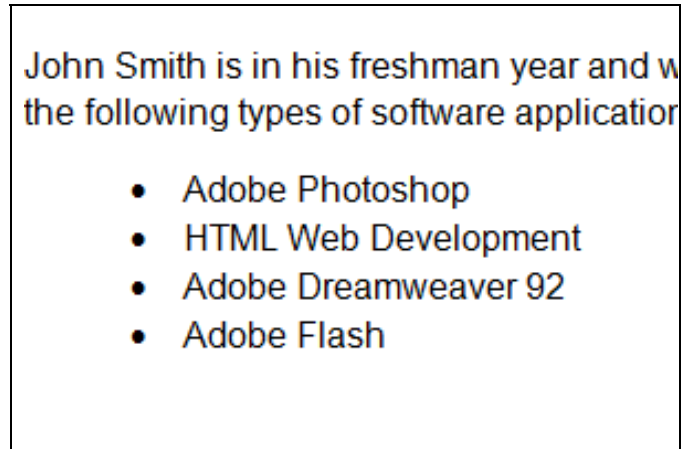 John Smith is in his freshman year and w
the following types of software application
• Adobe Photoshop
• HTML Web Development
• Adobe Dreamweaver 92
• Adobe Flash